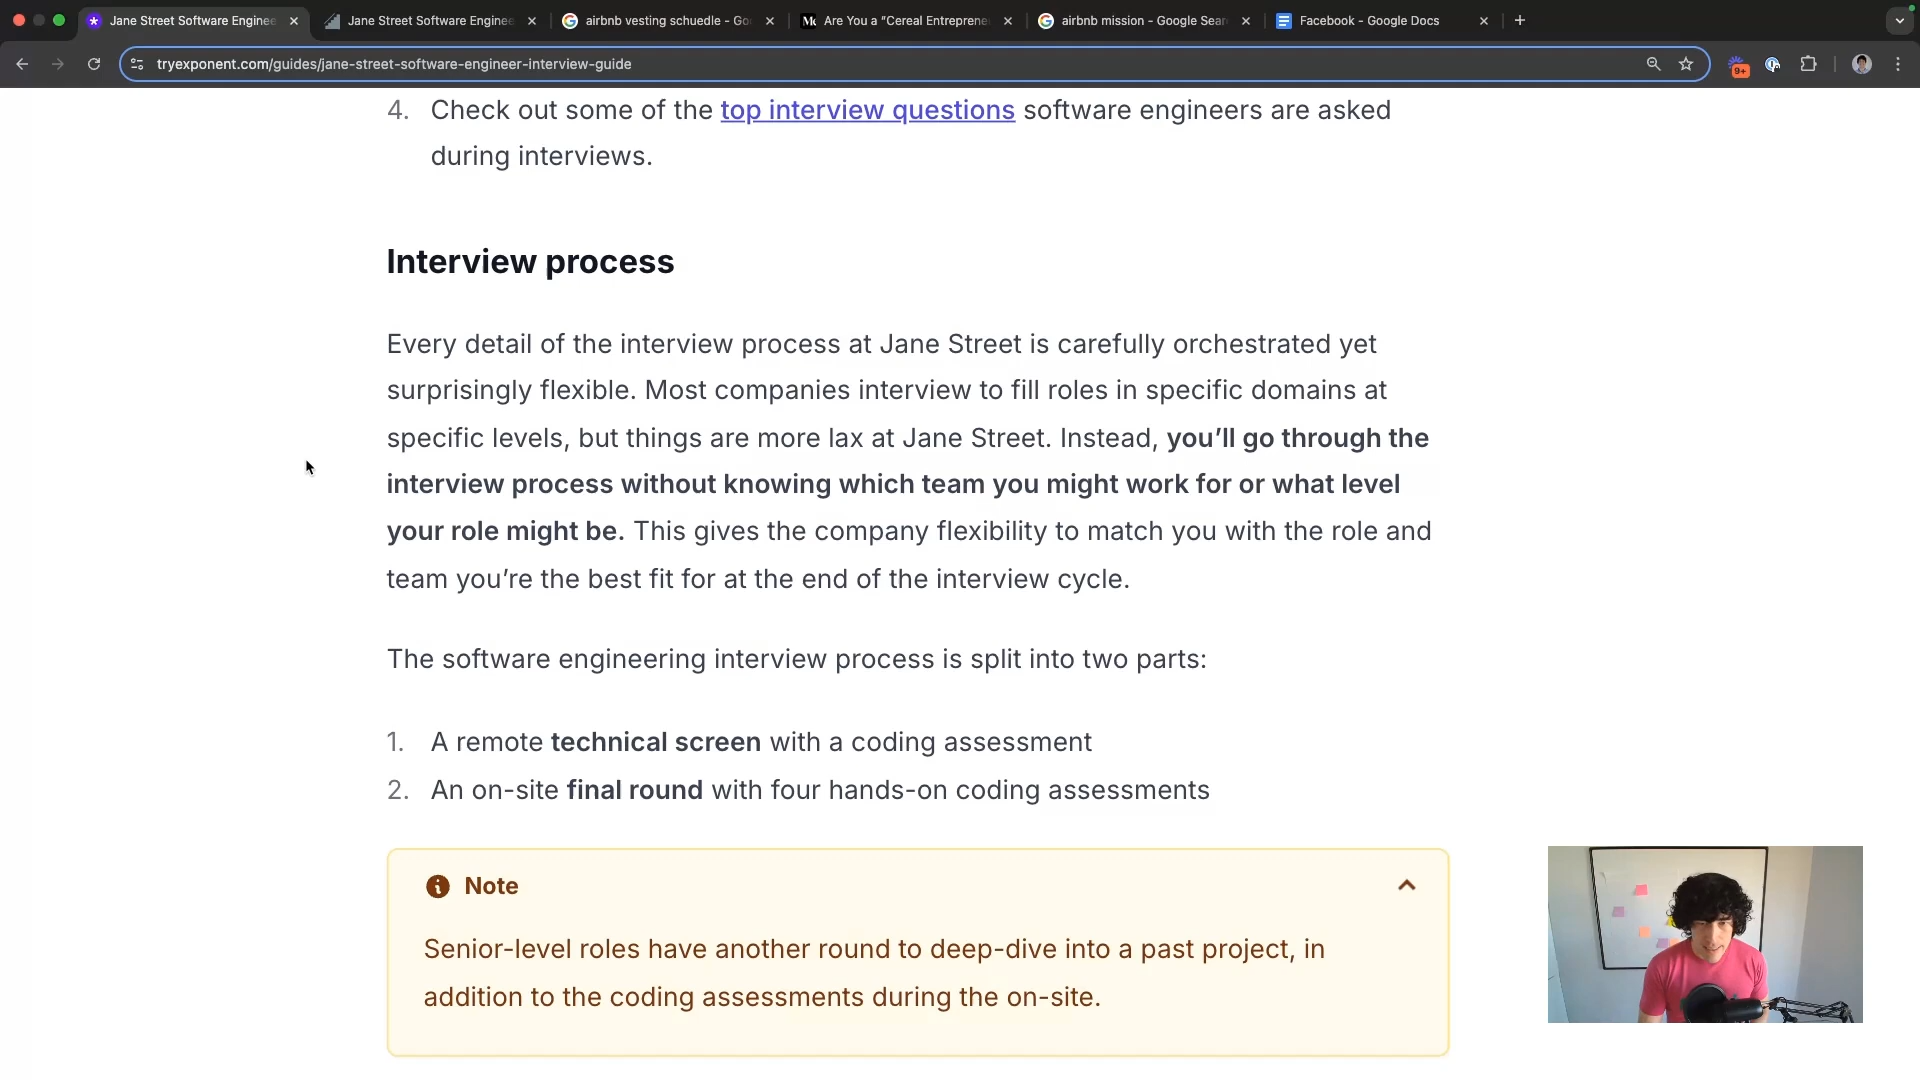 Jane Street Software Enginee
Jane Street Software Enginee
airbnb vesting schuedle - Go
Are You a “Cereal Entreprene
airbnb mission - Google Sear
Facebook - Google Docs
tryexponent.com/guides/jane-street-software-engineer-interview-guide
9+
4. Check out some of the top interview questions software engineers are asked
during interviews.
Interview process
Every detail of the interview process at Jane Street is carefully orchestrated yet
surprisingly flexible. Most companies interview to fill roles in specific domains at
specific levels, but things are more lax at Jane Street. Instead, you’ll go through the
interview process without knowing which team you might work for or what level
your role might be. This gives the company flexibility to match you with the role and
team you’re the best fit for at the end of the interview cycle.
The software engineering interview process is split into two parts:
1. A remote technical screen with a coding assessment
2. An on-site final round with four hands-on coding assessments
Note
Senior-level roles have another round to deep-dive into a past project, in
addition to the coding assessments during the on-site.